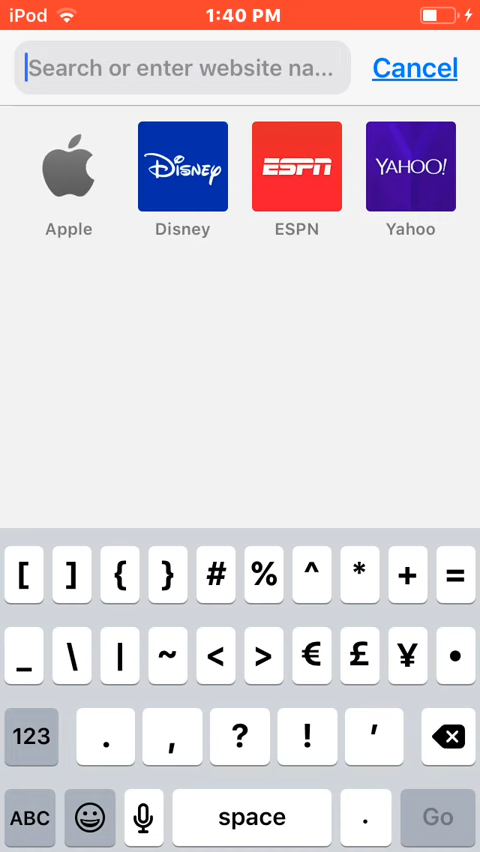 iPod 1:40 PM
Search or enter website na... Cancel
Disney ESPN YAHOO!
Apple Disney ESPN Yahoo
[ ] { } # % ^ * + =
_ \ | ~ < > € £ ¥ •
123 . , ? ! ′
ABC space . Go